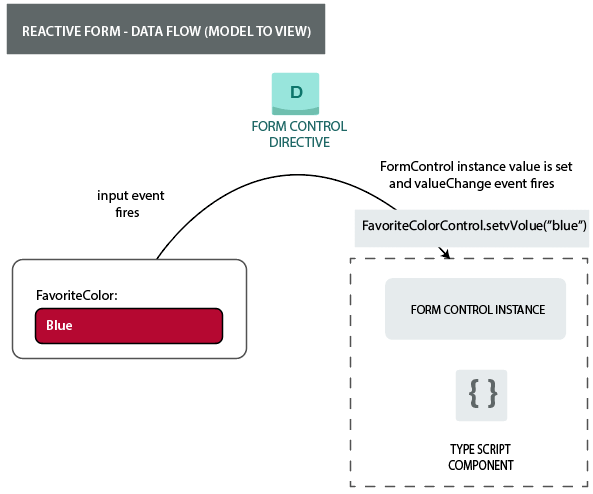 REACTIVE FORM - DATA FLOW (MODEL TO VIEW)
D
FORM CONTROL
DIRECTIVE
FormControl instance value is set
and valueChange event fires
input event
fires
FavoriteColorControl.setvVolue("blue")
FavoriteColor:
Blue
FORM CONTROL INSTANCE
{ }
TYPE SCRIPT
COMPONENT